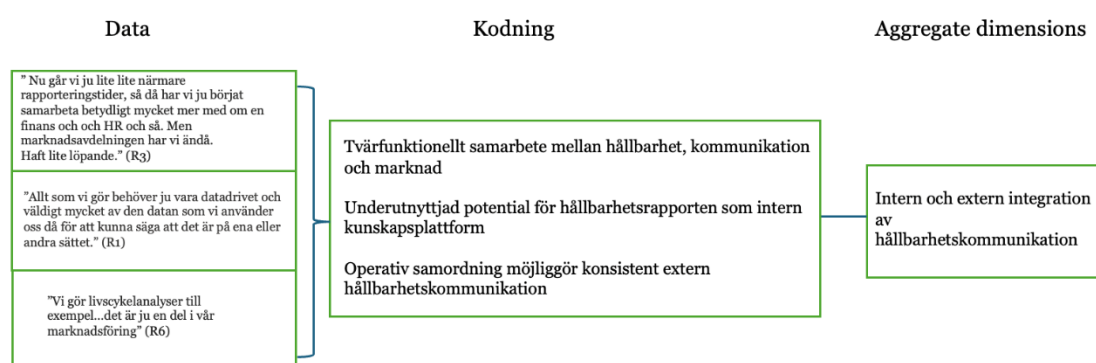 Data
Kodning
Aggregate dimensions
” Nu går vi ju lite lite närmare
rapporteringstider, så då har vi ju börjat
samarbeta betydligt mycket mer med om en
finans och och HR och så. Men
marknadsavdelningen har vi ändå.
Haft lite löpande.” (R3)
”Allt som vi gör behöver ju vara datadrivet och
väldigt mycket av den datan som vi använder
oss då för att kunna säga att det är på ena eller
andra sättet.” (R1)
”Vi gör livscykelanalyser till
exempel...det är ju en del i vår
marknadsföring” (R6)
Tvärfunktionellt samarbete mellan hållbarhet, kommunikation
och marknad
Underutnyttjad potential för hållbarhetsrapporten som intern
kunskapsplattform
Operativ samordning möjliggör konsistent extern
hållbarhetskommunikation
Intern och extern integration
av
hållbarhetskommunikation